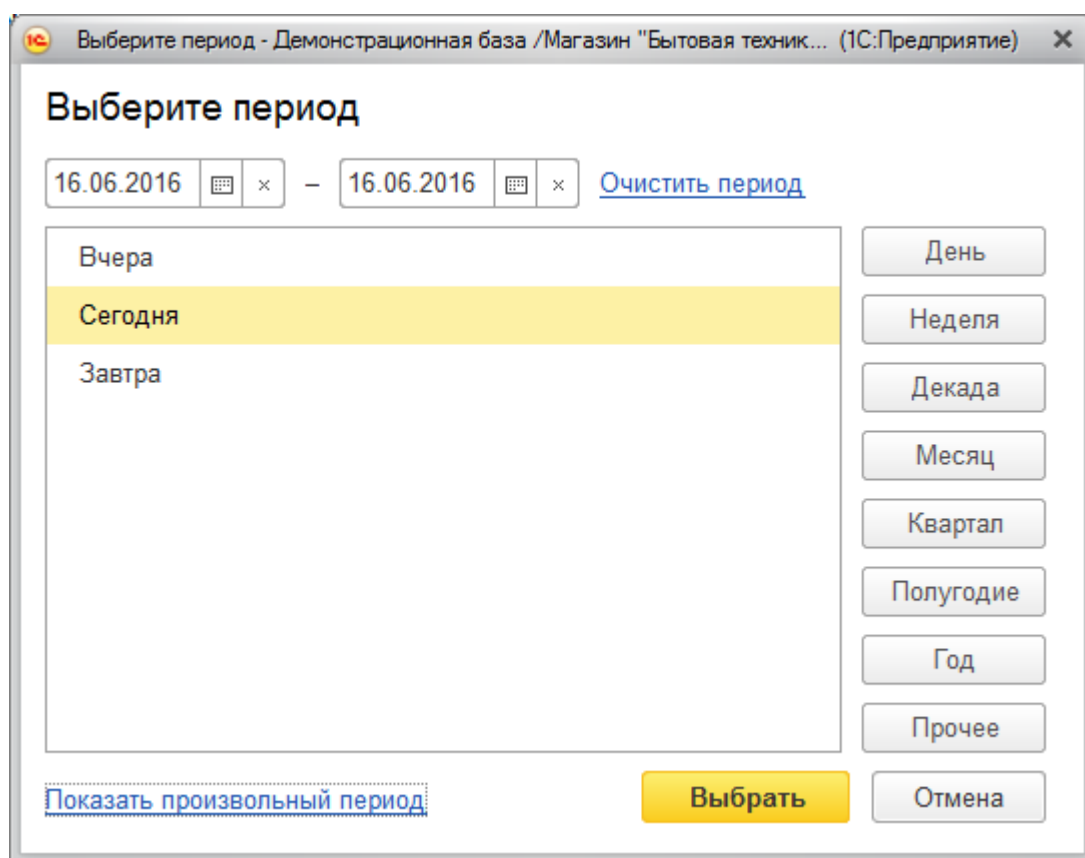 Выберите период - Демонстрационная база /Магазин "Бытовая техник... (1С:Предприятие)
Выберите период
16.06.2016 – 16.06.2016 Очистить период
Вчера
Сегодня
Завтра
День
Неделя
Декада
Месяц
Квартал
Полугодие
Год
Прочее
Показать произвольный период
Выбрать
Отмена